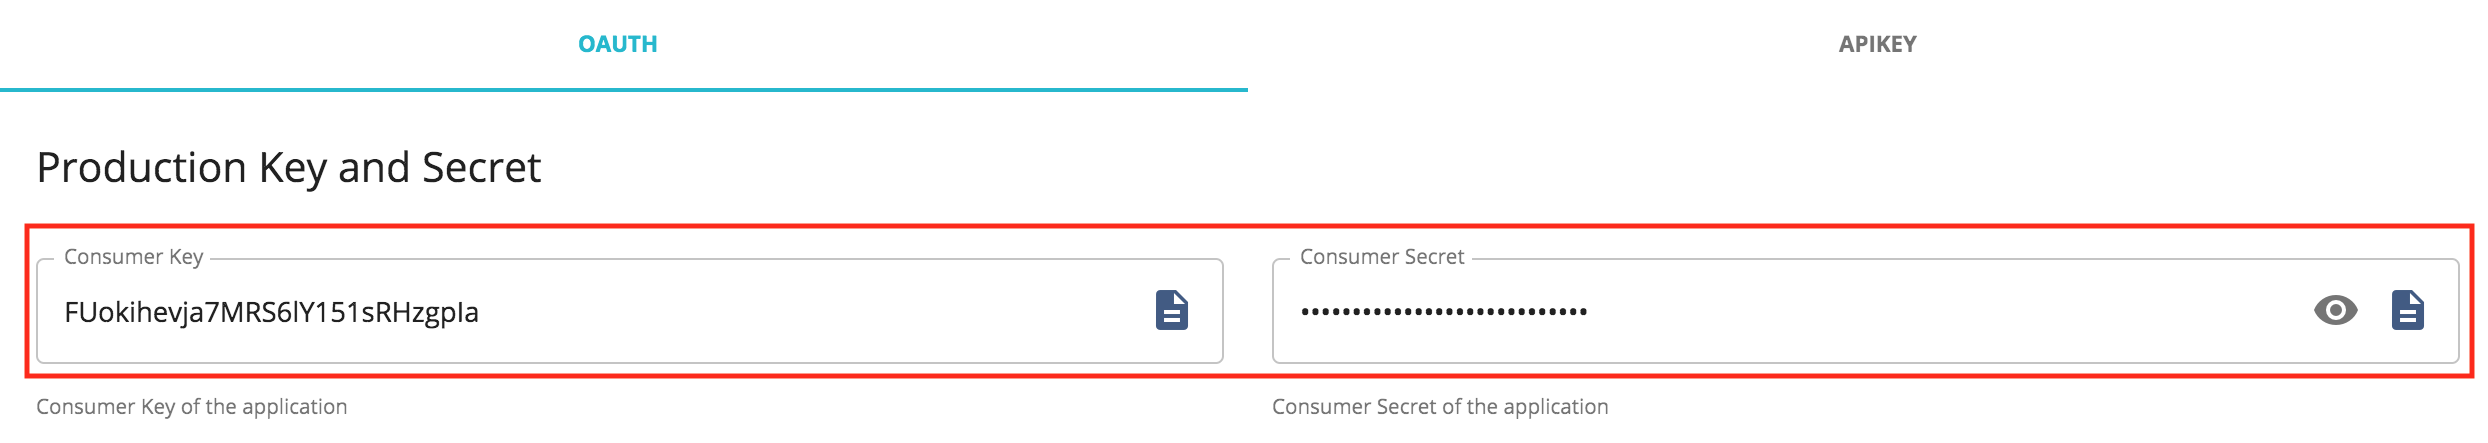 OAUTH
APIKEY
Production Key and Secret
Consumer Key
FUokihevja7MRS6lY151sRHzgpIa
Consumer Secret
••••••••••••••••••••••••••••
Consumer Key of the application
Consumer Secret of the application